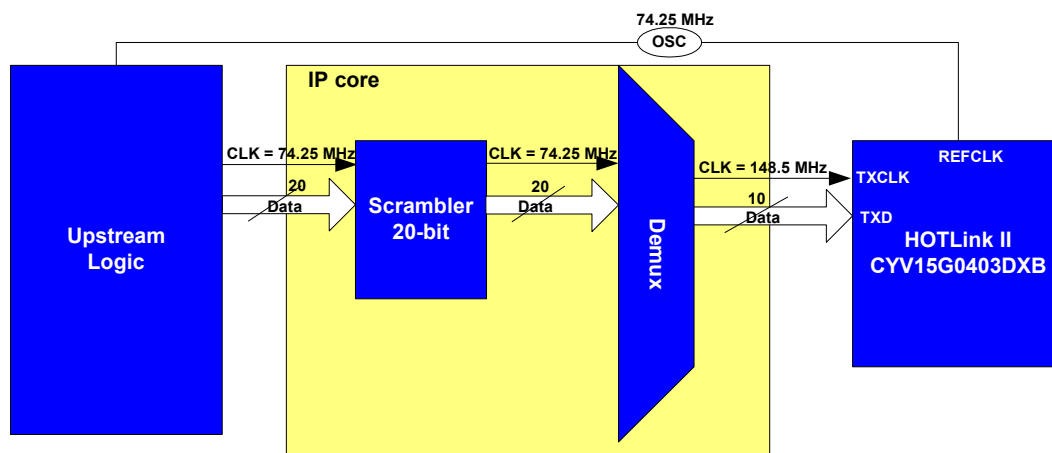 74.25 MHz
OSC
IP core
CLK = 74.25 MHz
20
Data
Upstream
Logic
Scrambler
20-bit
CLK = 74.25 MHz
20
Data
Demux
CLK = 148.5 MHz
10
Data
REFCLK
TXCLK
TXD
HOTLink II
CYV15G0403DXB